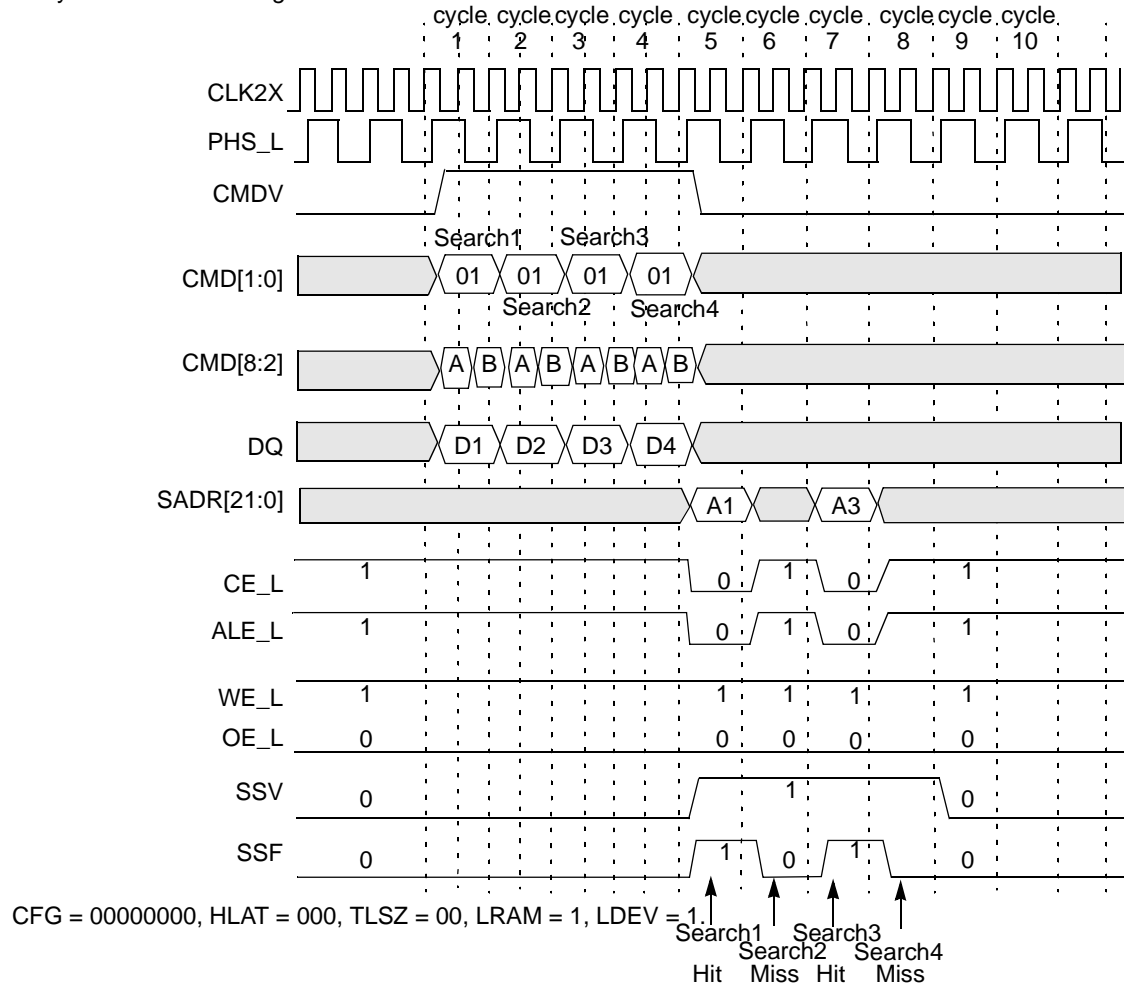 cycle cycle cycle cycle cycle cycle cycle cycle cycle cycle
1 2 3 4 5 6 7 8 9 10
CLK2X
PHS_L
CMDV
Search1 Search3
CMD[1:0] 01 01 01 01
Search2 Search4
CMD[8:2] A B A B A B A B
DQ D1 D2 D3 D4
SADR[21:0] A1 A3
CE_L 1 0 1 0 1
ALE_L 1 0 1 0 1
WE_L 1 1 1 1 1
OE_L 0 0 0 0 0
SSV 0 1 0
SSF 0 1 0 1 0
CFG = 00000000, HLAT = 000, TLSZ = 00, LRAM = 1, LDEV = 1.
Search1 Search3
Search2 Search4
Hit Miss Hit Miss